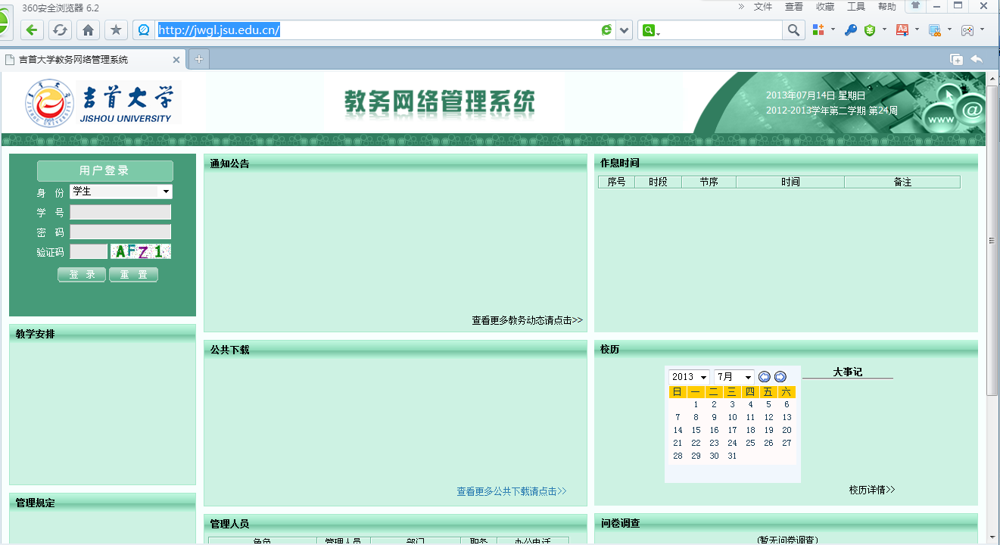 360安全浏览器 6.2
» 文件 查看 收藏 工具 帮助
http://jwgl.jsu.edu.cn/
吉首大学教务网络管理系统
吉首大学
JISHOU UNIVERSITY
教务网络管理系统
2013年07月14日 星期日
2012-2013学年第二学期 第24周
www @
用户登录
身 份 学生
学 号
密 码
验证码 AFZ1
登 录 重 置
教学安排
管理规定
通知公告
查看更多教务动态请点击>>
公共下载
查看更多公共下载请点击>>
管理人员
角色 管理人员 部门 职务 办公电话
作息时间
序号 时段 节序 时间 备注
校历
2013 7月
日 一 二 三 四 五 六
1 2 3 4 5 6
7 8 9 10 11 12 13
14 15 16 17 18 19 20
21 22 23 24 25 26 27
28 29 30 31
大事记
校历详情>>
问卷调查
(暂无问卷调查)